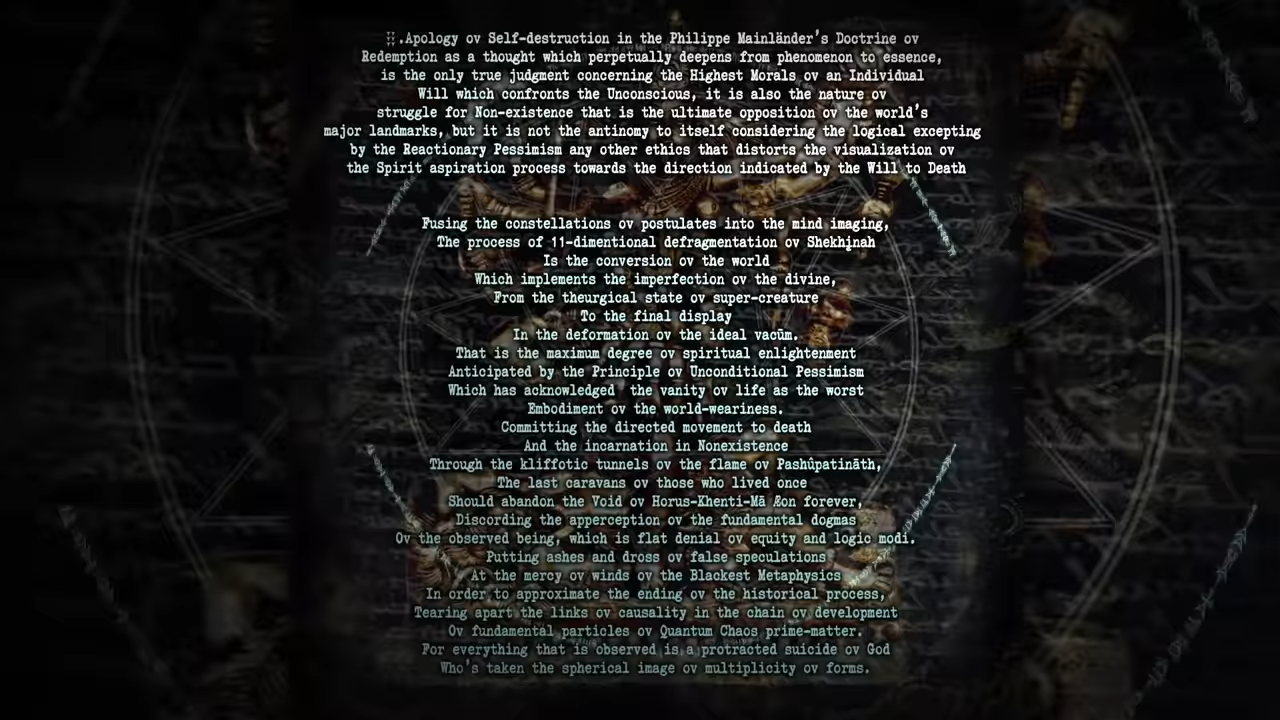 .Apology ov Self-destruction in the Philippe Mainländer's Doctrine ov
Redemption as a thought which perpetually deepens from phenomenon to essence,
is the only true judgment concerning the Highest Morals ov an Individual
Will which confronts the Unconscious, it is also the nature ov
struggle for Non-existence that is the ultimate opposition ov the world's
major landmarks, but it is not the antinomy to itself considering the logical excepting
by the Reactionary Pessimism any other ethics that distorts the visualization ov
the Spirit aspiration process towards the direction indicated by the Will to Death
Fusing the constellations ov postulates into the mind imaging,
The process of 11-dimentional defragmentation ov Shekhịnah
Is the conversion ov the world
Which implements the imperfection ov the divine,
From the theurgical state ov super-creature
To the final display
In the deformation ov the ideal vacūm.
That is the maximum degree ov spiritual enlightenment
Anticipated by the Principle ov Unconditional Pessimism
Which has acknowledged the vanity ov life as the worst
Embodiment ov the world-weariness.
Committing the directed movement to death
And the incarnation in Nonexistence
Through the kliffotic tunnels ov the flame ov Pashûpatināth,
The last caravans ov those who lived once
Should abandon the Void ov Horus-Khenti-Mā Æon forever,
Discording the apperception ov the fundamental dogmas
Ov the observed being, which is flat denial ov equity and logic modi.
Putting ashes and dross ov false speculations
At the mercy ov winds ov the Blackest Metaphysics
In order to approximate the ending ov the historical process,
Tearing apart the links ov causality in the chain ov development
Ov fundamental particles ov Quantum Chaos prime-matter.
For everything that is observed is a protracted suicide ov God
Who's taken the spherical image ov multiplicity ov forms.